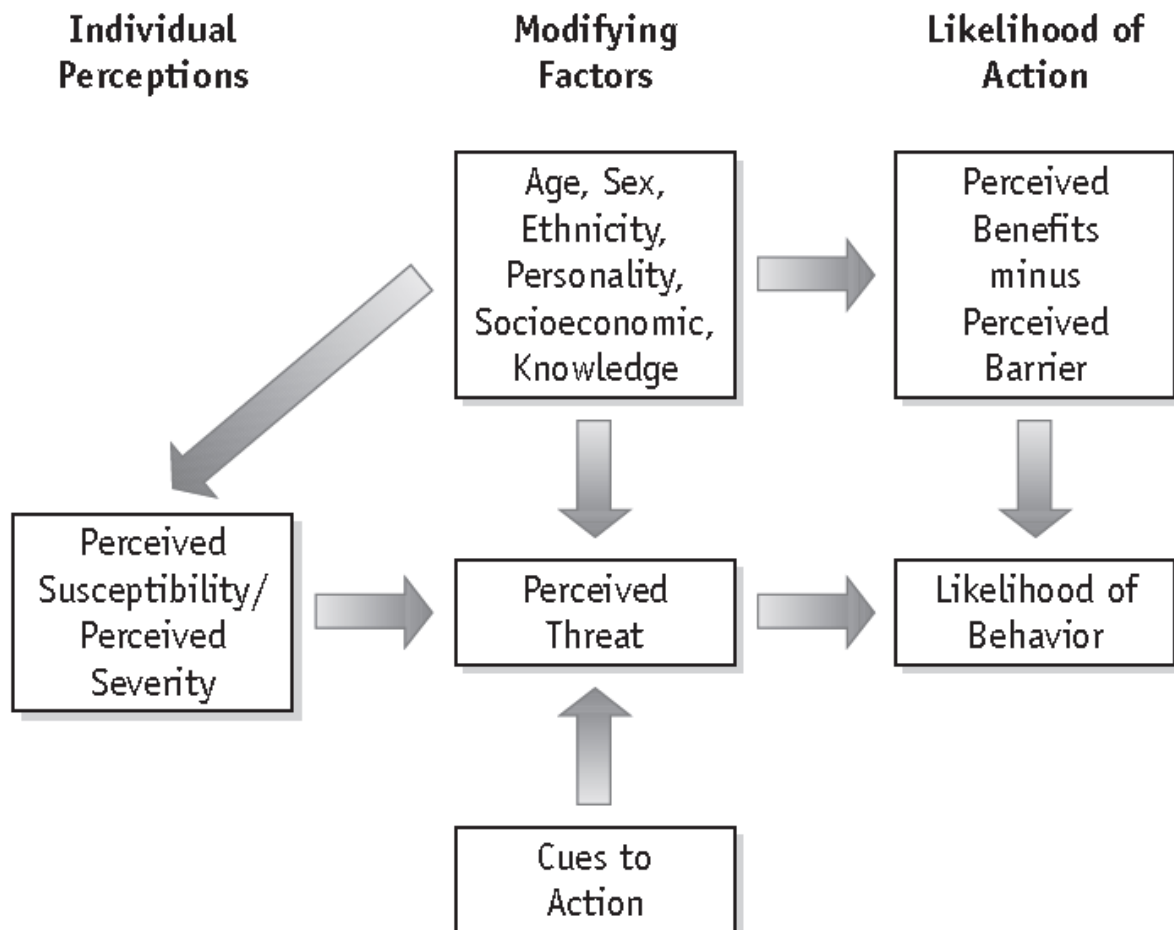 Individual
Perceptions
Modifying
Factors
Likelihood of
Action
Age, Sex,
Ethnicity,
Personality,
Socioeconomic,
Knowledge
Perceived
Benefits
minus
Perceived
Barrier
Perceived
Susceptibility/
Perceived
Severity
Perceived
Threat
Likelihood of
Behavior
Cues to
Action